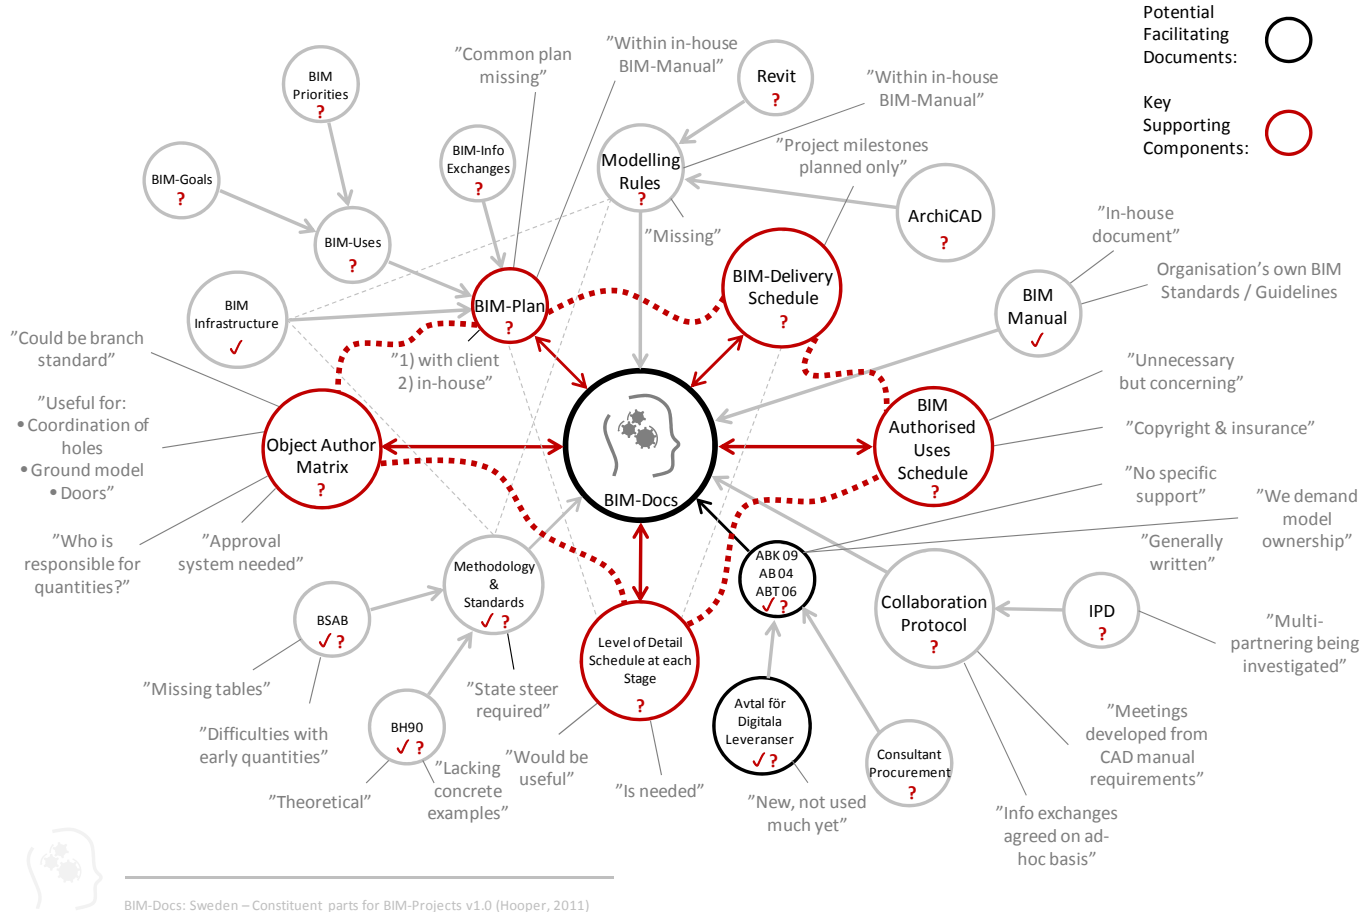 Potential
Facilitating
Documents:
Key
Supporting
Components:
BIM
Priorities
?
”Common plan
missing”
”Within in-house
BIM-Manual”
Revit
?
”Within in-house
BIM-Manual”
BIM-Goals
?
BIM-Info
Exchanges
?
Modelling
Rules
?
”Project milestones
planned only”
ArchiCAD
?
BIM-Uses
?
”Missing”
”In-house
document”
Organisation’s own BIM
Standards / Guidelines
BIM
Infrastructure
✓
BIM-Plan
?
BIM-Delivery
Schedule
?
BIM
Manual
✓
”Could be branch
standard”
”1) with client
2) in-house”
”Unnecessary
but concerning”
”Useful for:
•Coordination of
holes
•Ground model
•Doors”
Object Author
Matrix
?
BIM-Docs
BIM
Authorised
Uses
Schedule
?
”Copyright & insurance”
”No specific
support”
”We demand
model
ownership”
”Who is
responsible for
quantities?”
”Approval
system needed”
Methodology
&
Standards
✓ ?
ABK 09
AB 04
ABT 06
✓ ?
”Generally
written”
Collaboration
Protocol
?
IPD
?
BSAB
✓ ?
Level of Detail
Schedule at each
Stage
?
”Multi-
partnering being
investigated”
”Missing tables”
”State steer
required”
”Difficulties with
early quantities”
BH90
✓ ?
Avtal för
Digitala
Leveranser
✓ ?
Consultant
Procurement
?
”Meetings
developed from
CAD manual
requirements”
”Theoretical”
”Lacking
concrete
examples”
”Would be
useful”
”Is needed”
”New, not used
much yet”
”Info exchanges
agreed on ad-
hoc basis”
BIM-Docs: Sweden – Constituent parts for BIM-Projects v1.0 (Hooper, 2011)